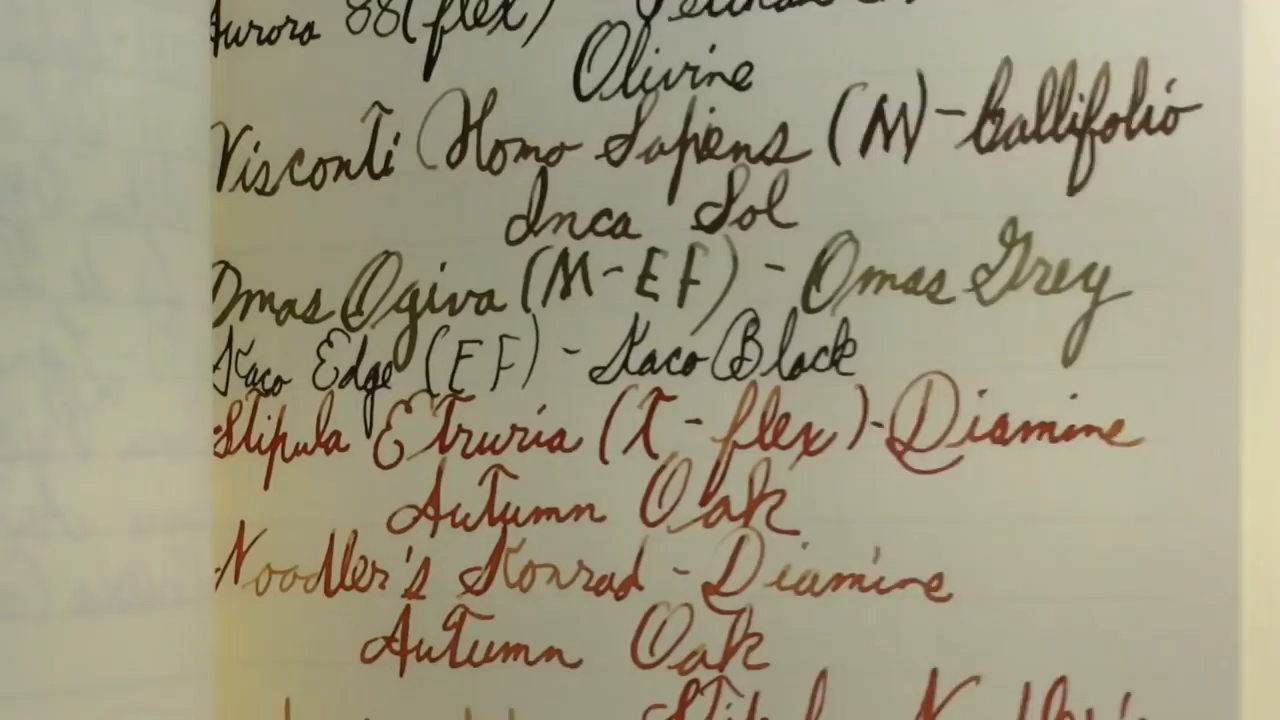 Aurora 88(flex)
Olivine
Visconti (Homo Sapiens (M)-Callifolio
Inca Sol
Omas Ogiva (M-EF) - Omas Grey
Kaco Edge (EF) - Kaco Black
Stipula Etruria (T-flex)-Diamine
Autumn Oak
Noodler's Konrad - Diamine
Autumn Oak